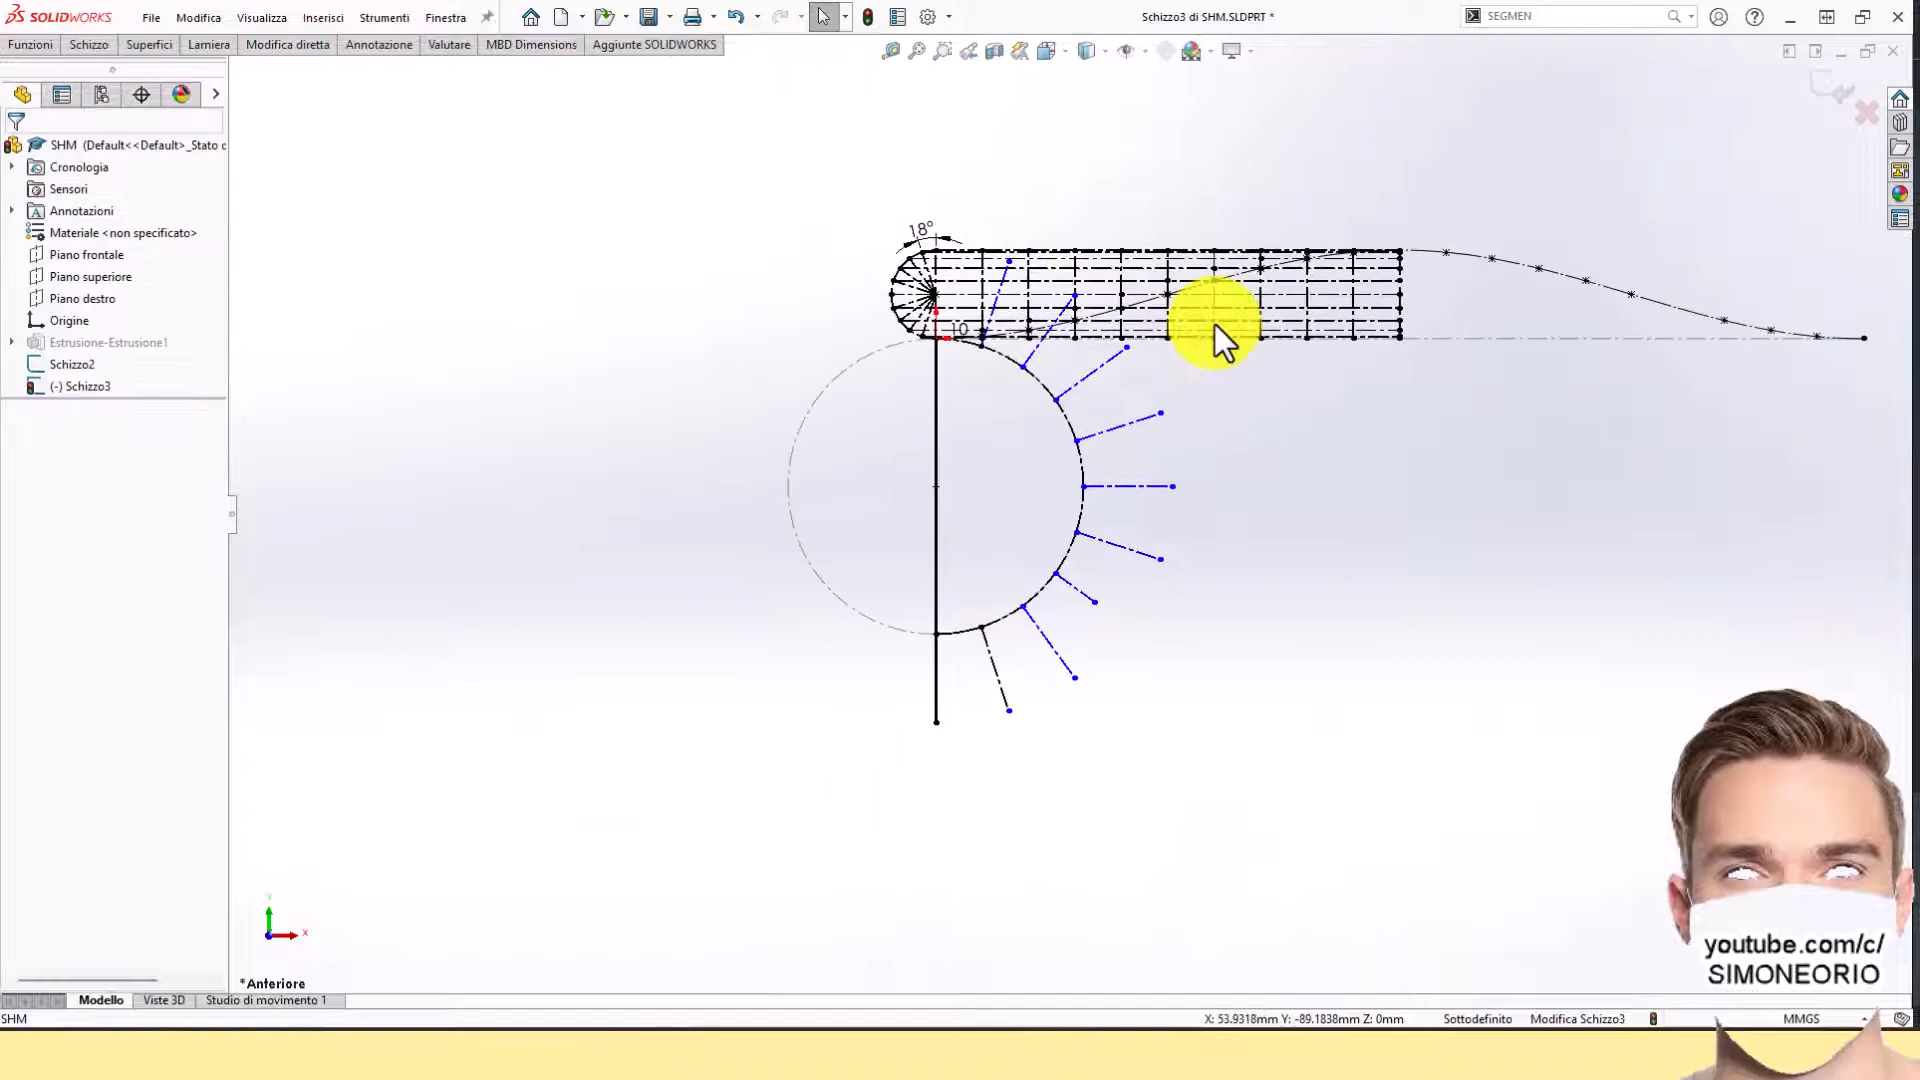 SOLIDWORKS File Modifica Visualizza Inserisci Strumenti Finestra Schizzo3 di SHM.SLDPRT * SEGMEN
Funzioni Schizzo Superfici Lamiera Modifica diretta Annotazione Valutare MBD Dimensions Aggiunte SOLIDWORKS
SHM (Default<<Default>_Stato c
Cronologia
Sensori
Annotazioni
Materiale <non specificato>
Piano frontale
Piano superiore
Piano destro
Origine
Estrusione-Estrusione1
Schizzo2
(-) Schizzo3
18°
10
Y
X
*Anteriore
youtube.com/c/
SIMONEORIO
Modello Viste 3D Studio di movimento 1
SHM X: 53.9318mm Y: -89.1838mm Z: 0mm Sottodefinito Modifica Schizzo3 MMGS